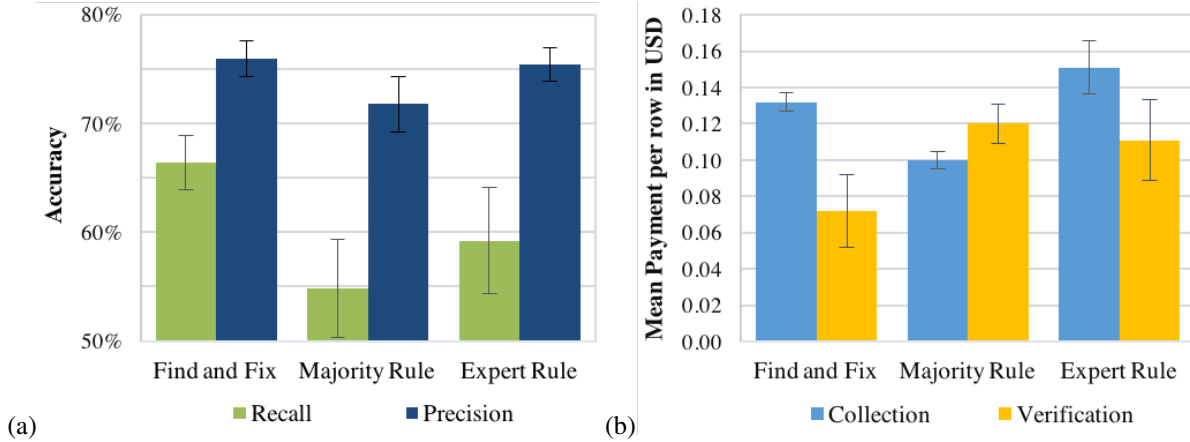 80%
70%
60%
50%
Accuracy
Find and Fix Majority Rule Expert Rule
Recall Precision
(a)
0.18
0.16
0.14
0.12
0.10
0.08
0.06
0.04
0.02
0.00
Mean Payment per row in USD
Find and Fix Majority Rule Expert Rule
Collection Verification
(b)